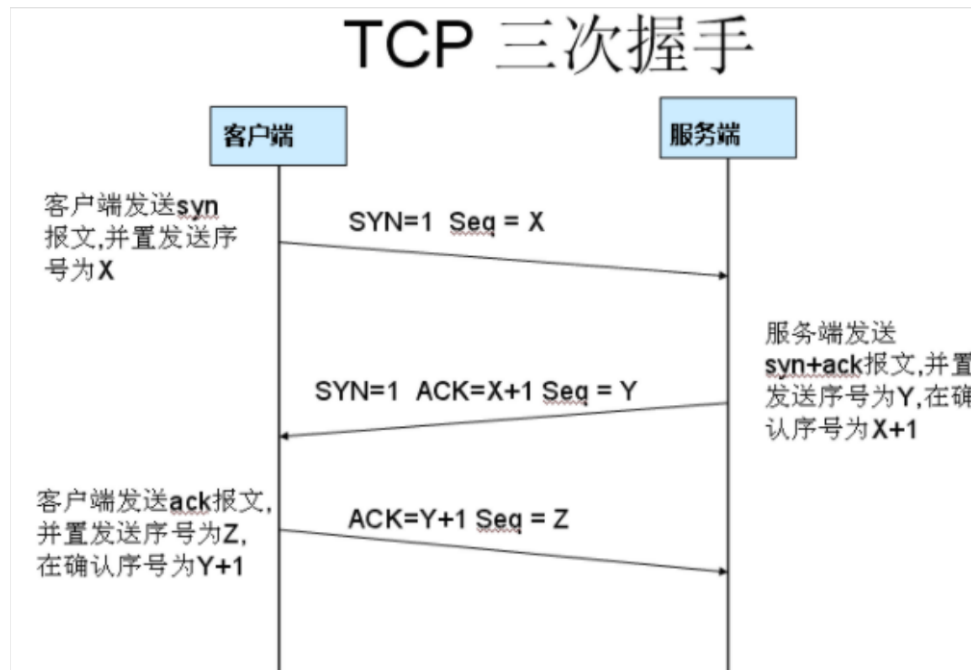 TCP 三次握手
客户端
服务端
客户端发送syn
报文,并置发送序
号为X
SYN=1 Seq = X
服务端发送
syn+ack报文,并置
发送序号为Y,在确
认序号为X+1
SYN=1 ACK=X+1 Seq = Y
客户端发送ack报文,
并置发送序号为Z,
在确认序号为Y+1
ACK=Y+1 Seq = Z